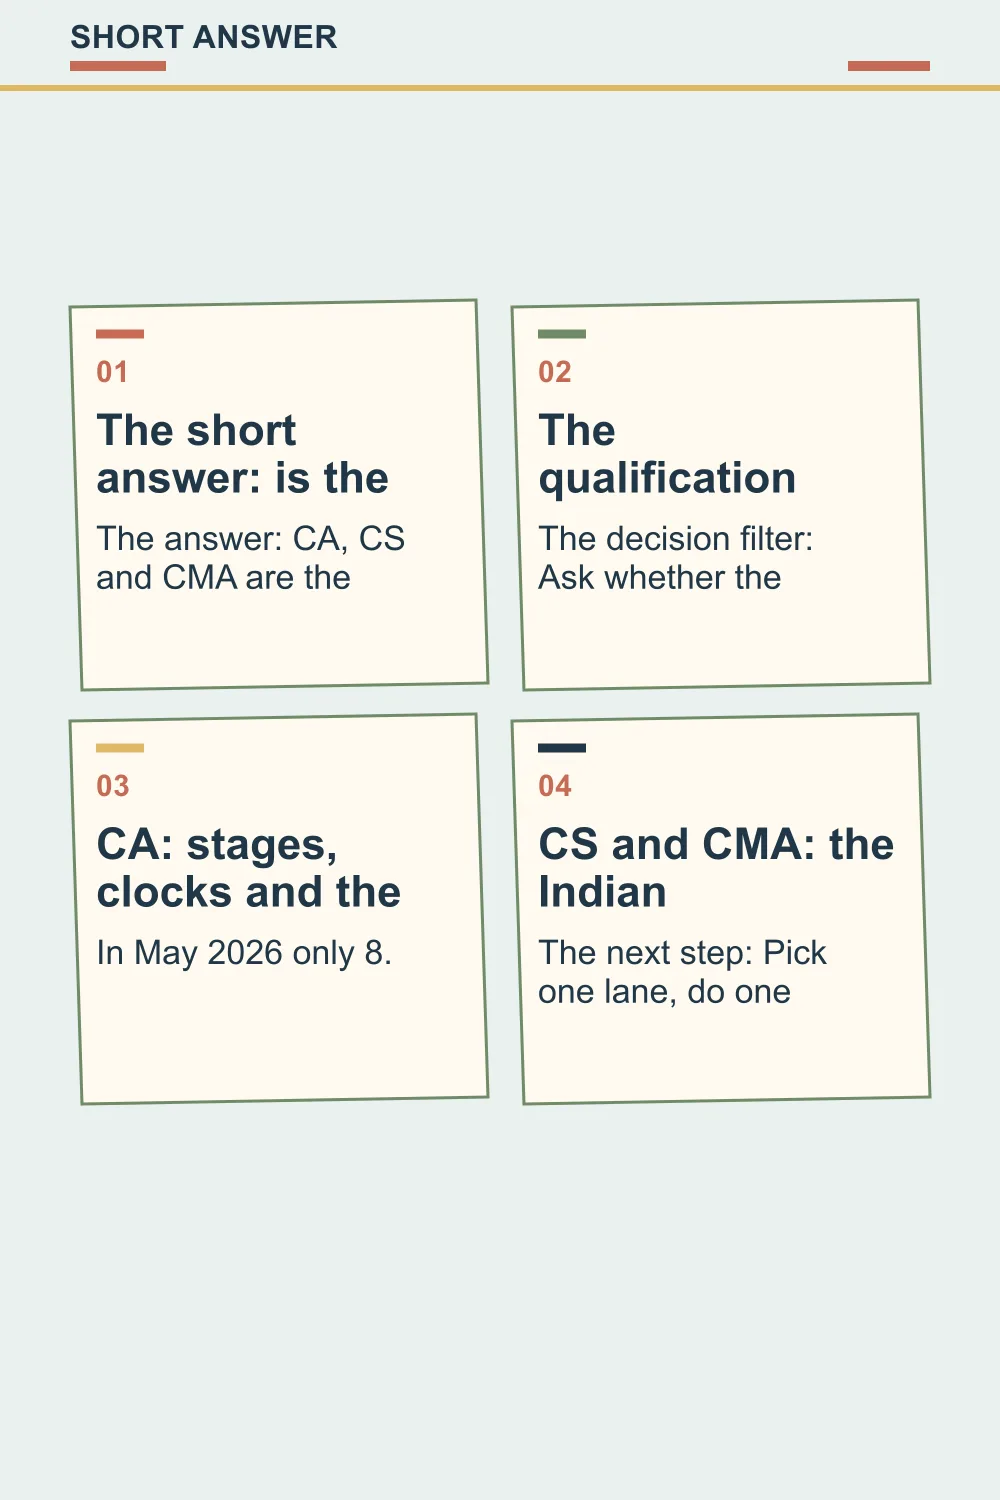 SHORT ANSWER
01
The short
answer: is the
The answer: CA, CS
and CMA are the
02
The
qualification
The decision filter:
Ask whether the
03
CA: stages,
clocks and the
In May 2026 only 8.
04
CS and CMA: the
Indian
The next step: Pick
one lane, do one